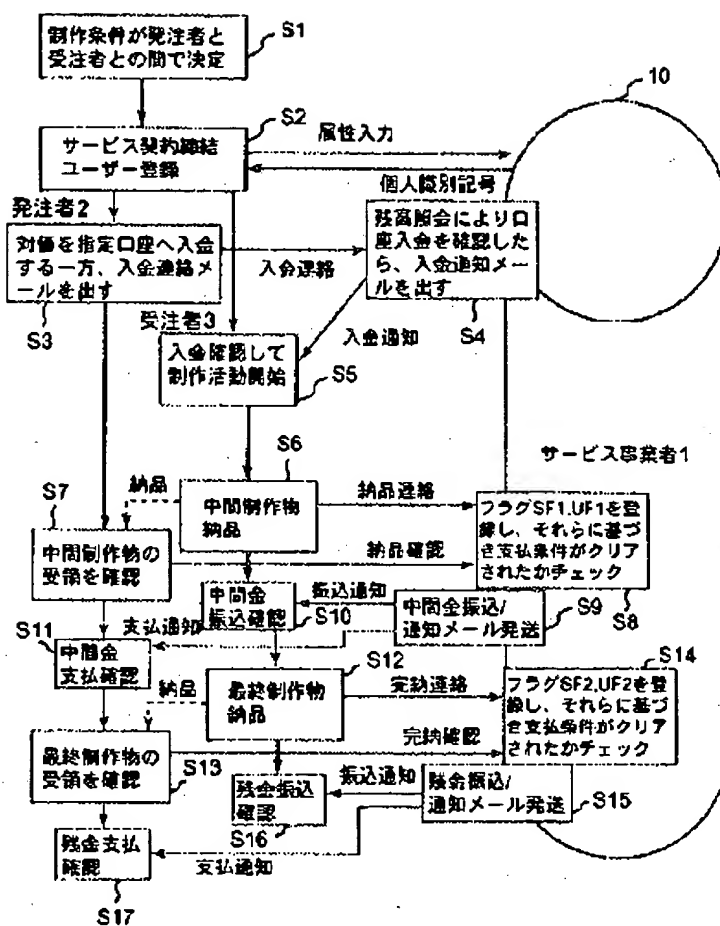 制作条件が発注者と
受注者との間で決定
S1
10
S2
サービス契約締結
ユーザー登録
属性入力
個人識別記号
発注者2
対価を指定口座へ入金
する一方、入金連絡メ
ールを出す
S3
入金連絡
残高照会により口
座入金を確認した
ら、入金通知メー
ルを出す
S4
受注者3
入金通知
入金確認して
制作活動開始
S5
サービス事業者1
S6
中間制作物
納品
納品
納品連絡
S7
中間制作物の
受領を確認
納品確認
フラグSF1,UF1を登
録し、それらに基づ
き支払条件がクリア
されたかチェック
S8
中間金
振込確認
S10
振込通知
中間金振込/
通知メール発送
S9
支払通知
S11
中間金
支払確認
S12
最終制作物
納品
納品
完納連絡
S14
フラグSF2,UF2を登
録し、それらに基づ
き支払条件がクリア
されたかチェック
最終制作物の
受領を確認
S13
完納確認
残金振込
確認
S16
振込通知
残金振込/
通知メール発送
S15
残金支払
確認
S17
支払通知